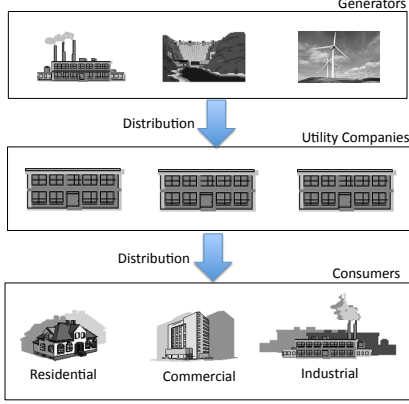 Generators
Distribution
Utility Companies
Distribution
Consumers
Residential
Commercial
Industrial